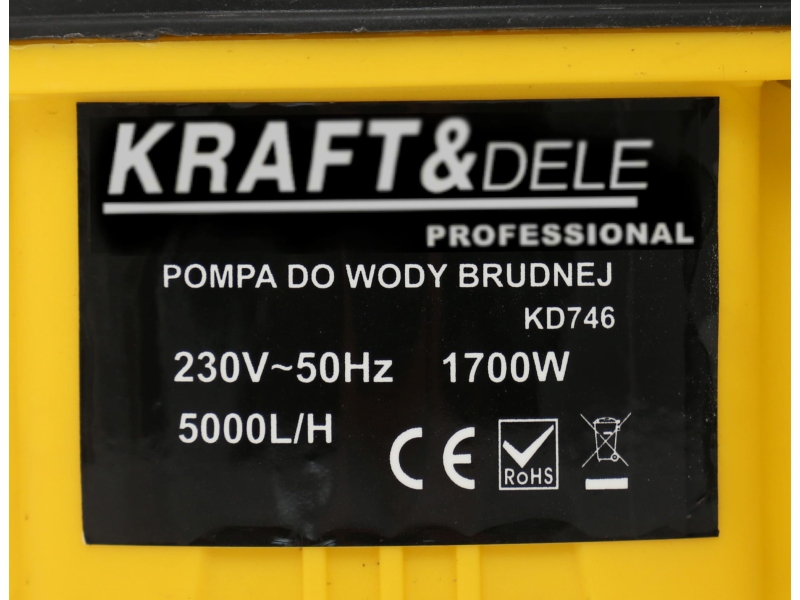 KRAFT&DELE
PROFESSIONAL
POMPA DO WODY BRUDNEJ
KD746
230V~50Hz 1700W
5000L/H CE RoHS